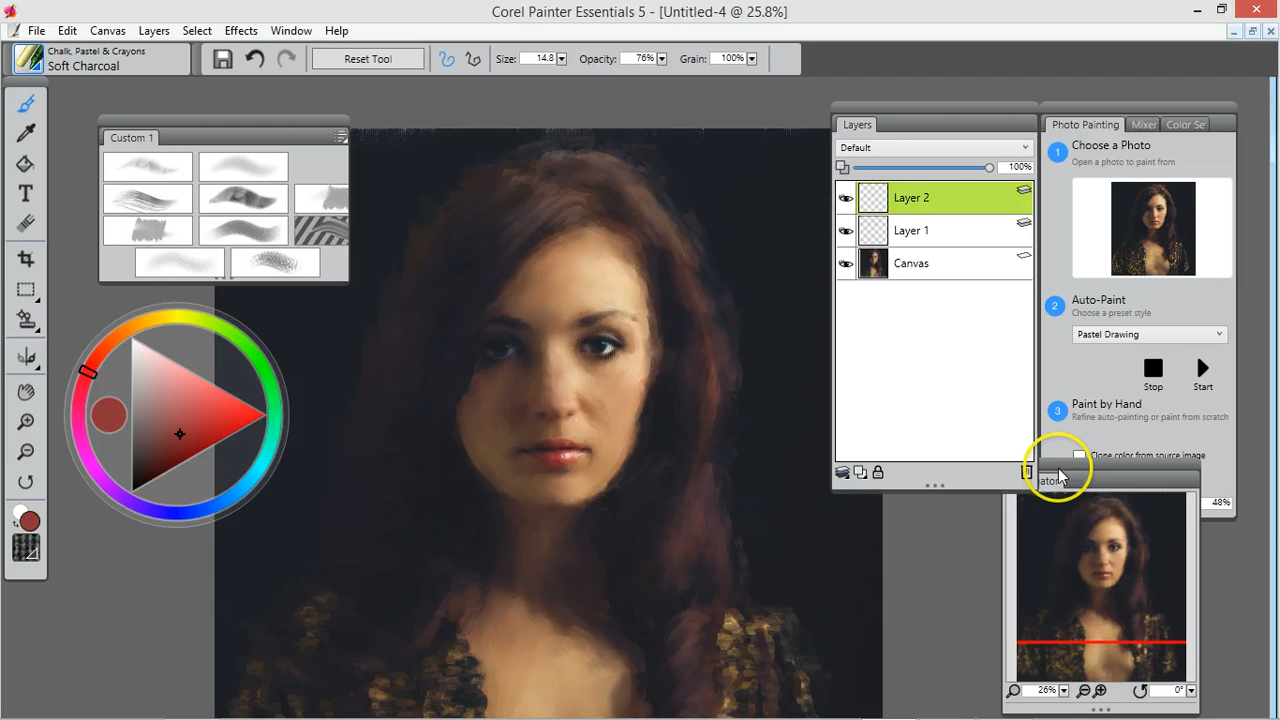 Corel Painter Essentials 5 - [Untitled-4 @ 25.8%]
File Edit Canvas Layers Select Effects Window Help
Chalk, Pastel & Crayons
Soft Charcoal
Reset Tool
Size: 14.8
Opacity: 76%
Grain: 100%
Custom 1
Layers
Default
100%
Layer 2
Layer 1
Canvas
Photo Painting Mixer Color Se
1 Choose a Photo
Open a photo to paint from
2 Auto-Paint
Choose a preset style
Pastel Drawing
Stop Start
3 Paint by Hand
Refine auto-painting or paint from scratch
Clone color from source image
48%
26%
0°